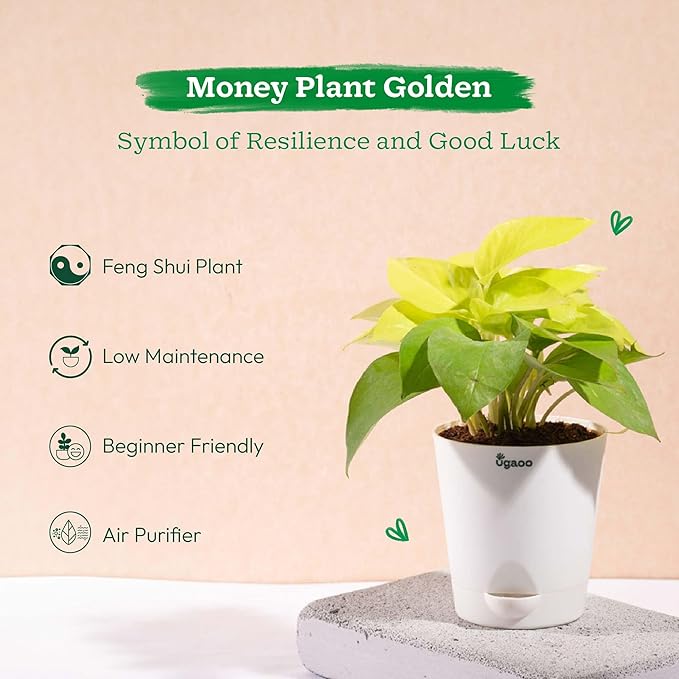 Money Plant Golden
Symbol of Resilience and Good Luck
Feng Shui Plant
Low Maintenance
Beginner Friendly
Air Purifier
ugaoo